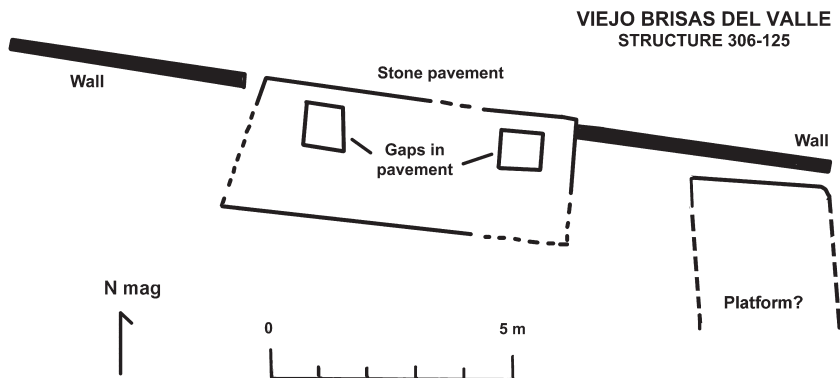 VIEJO BRISAS DEL VALLE
STRUCTURE 306-125
Wall
Stone pavement
Gaps in
pavement
Wall
N mag
Platform?
0
5 m